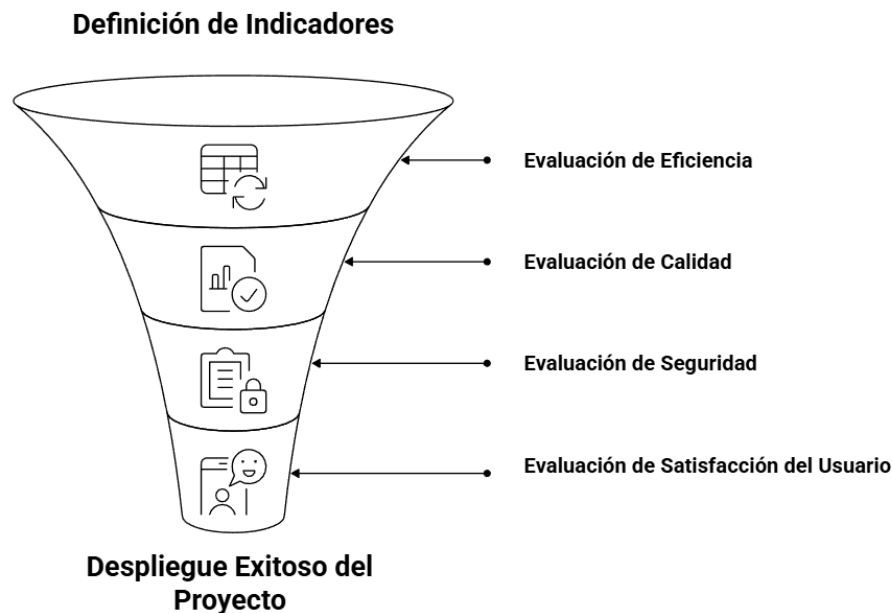 Definición de Indicadores
Evaluación de Eficiencia
Evaluación de Calidad
Evaluación de Seguridad
Evaluación de Satisfacción del Usuario
Despliegue Exitoso del
Proyecto